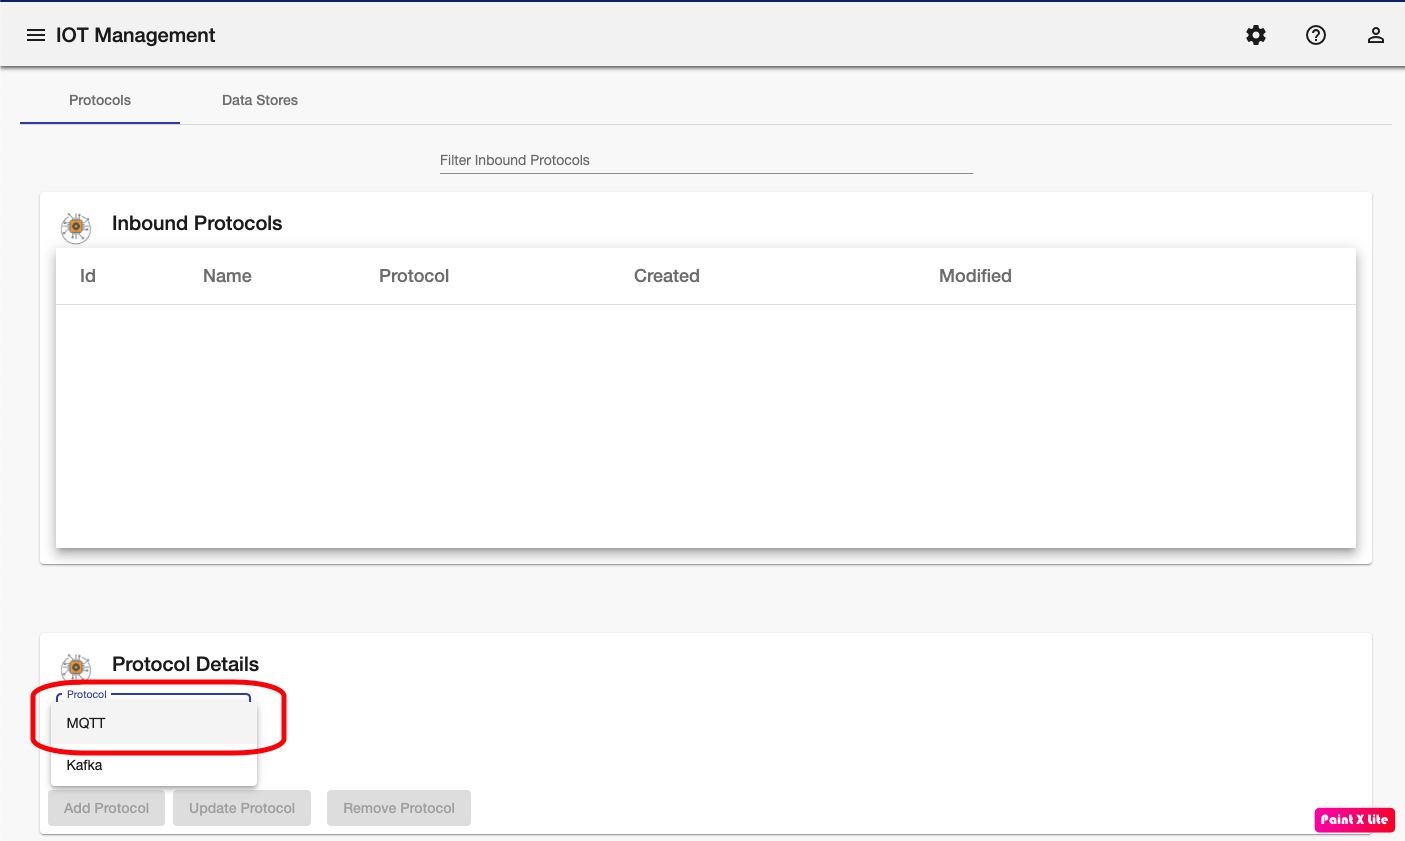 IOT Management
Protocols Data Stores
Filter Inbound Protocols
Inbound Protocols
Id Name Protocol Created Modified
Protocol Details
Protocol
MQTT
Kafka
Add Protocol Update Protocol Remove Protocol
Paint X Lite